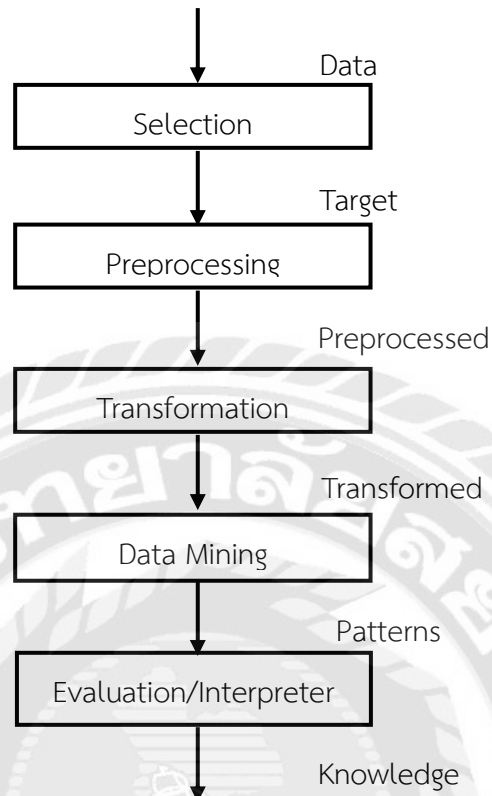 Data
Selection
Target
Preprocessing
Preprocessed
Transformation
Transformed
Data Mining
Patterns
Evaluation/Interpreter
Knowledge